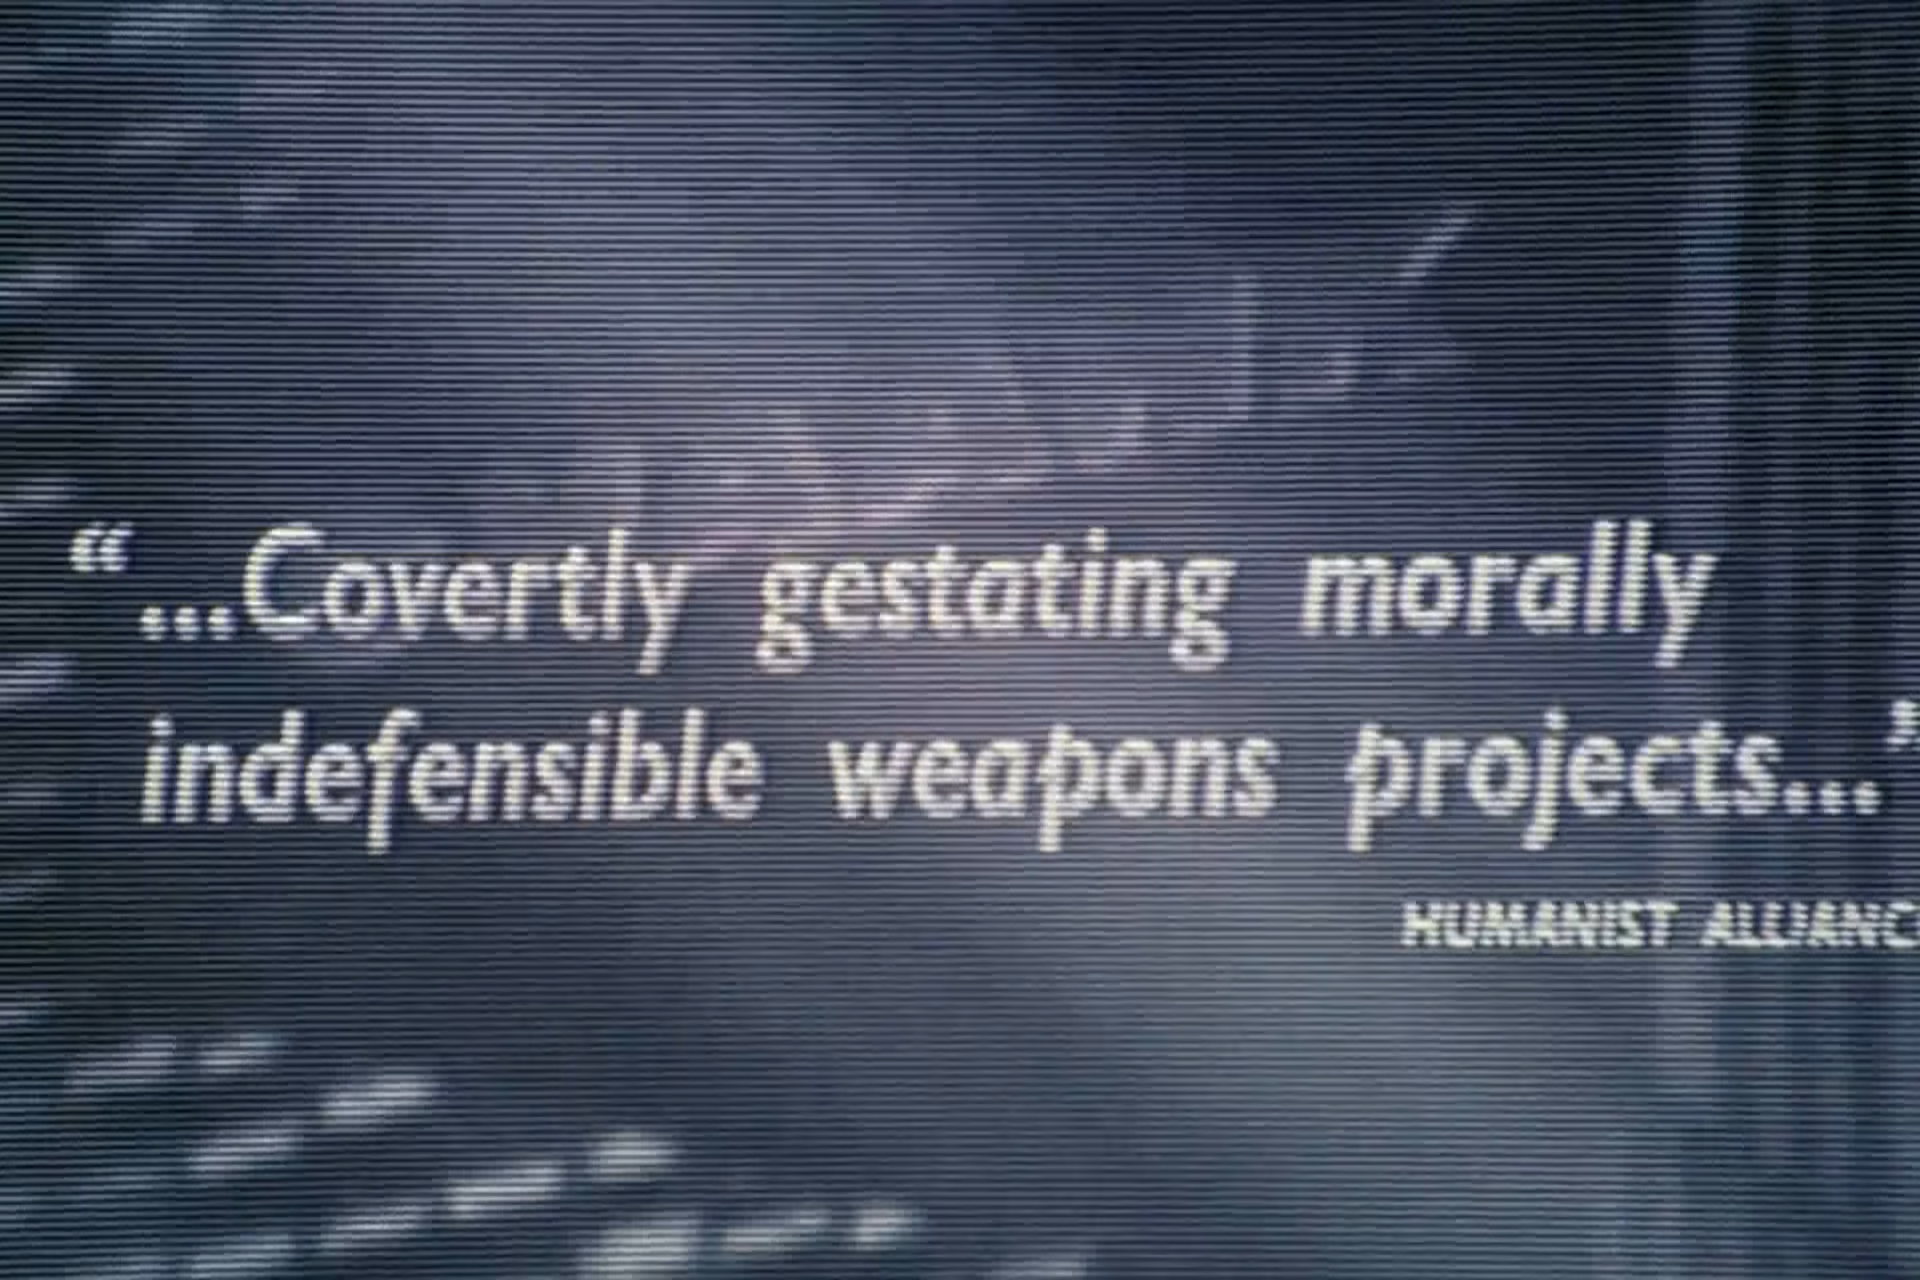 “...Covertly gestating morally
indefensible weapons projects...”
HUMANIST ALLIANC